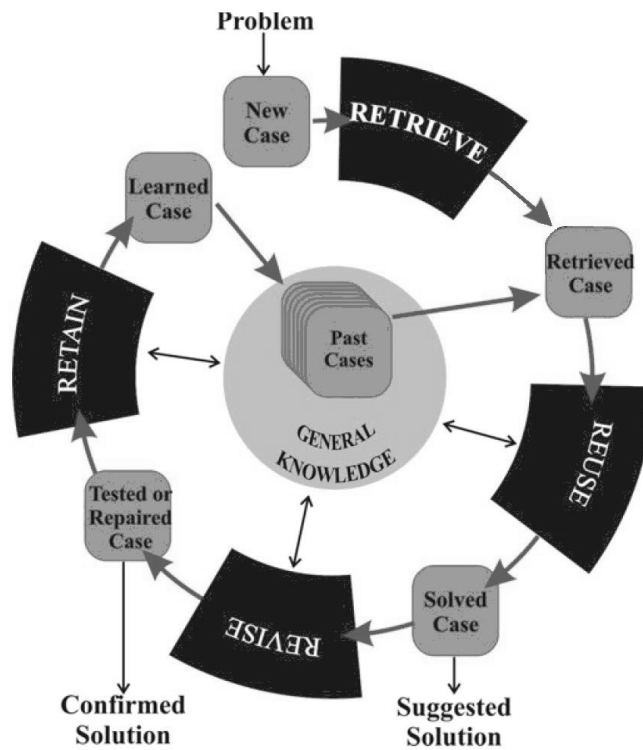 Problem
New
Case
RETRIEVE
Learned
Case
Retrieved
Case
Past
Cases
RETAIN
GENERAL
KNOWLEDGE
REUSE
Tested or
Repaired
Case
Solved
Case
REVISE
Confirmed
Solution
Suggested
Solution